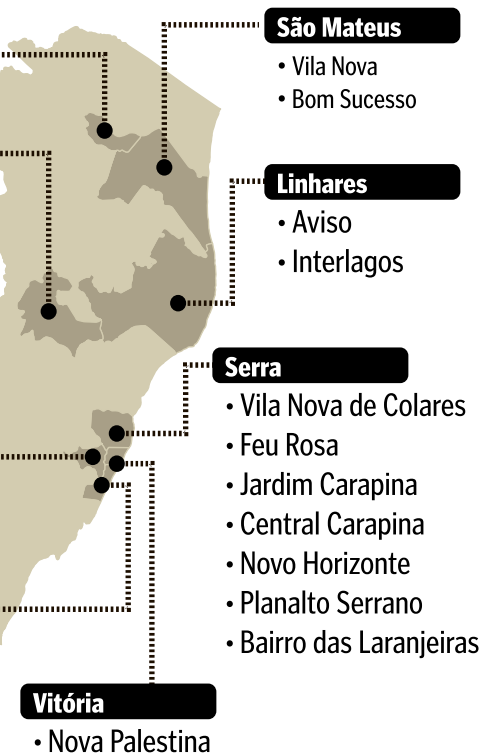 São Mateus
• Vila Nova
• Bom Sucesso
Linhares
• Aviso
• Interlagos
Serra
• Vila Nova de Colares
• Feu Rosa
• Jardim Carapina
• Central Carapina
• Novo Horizonte
• Planalto Serrano
• Bairro das Laranjeiras
Vitória
• Nova Palestina